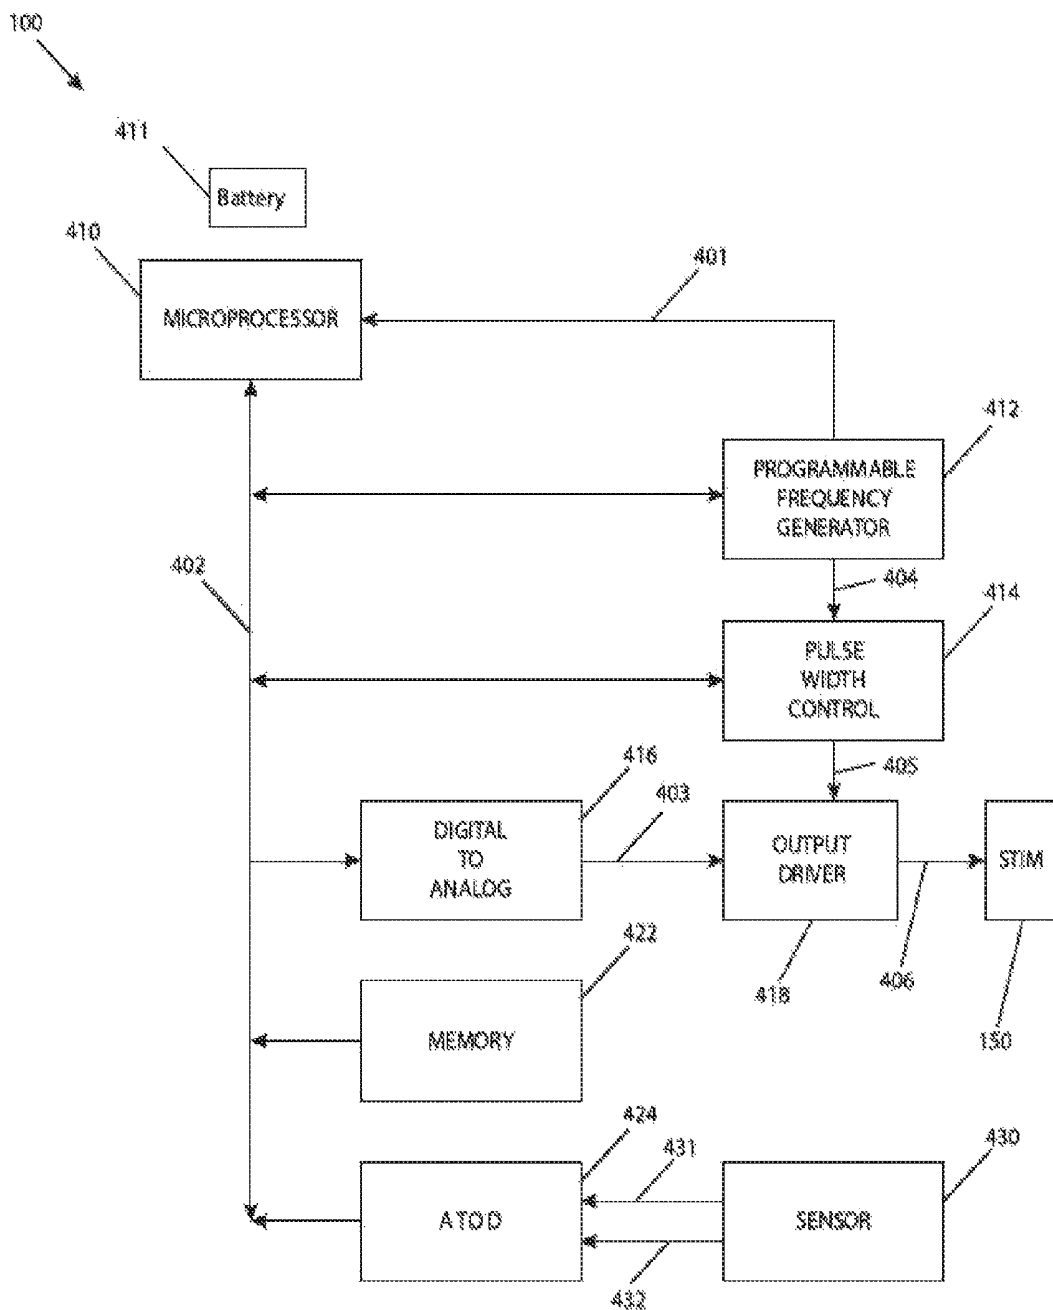 100
411
Battery
410
MICROPROCESSOR
401
412
PROGRAMMABLE
FREQUENCY
GENERATOR
402
404
414
PULSE
WIDTH
CONTROL
405
416
403
DIGITAL
TO
ANALOG
OUTPUT
DRIVER
STIM
422
418
406
150
MEMORY
424
431
430
A TO D
SENSOR
432